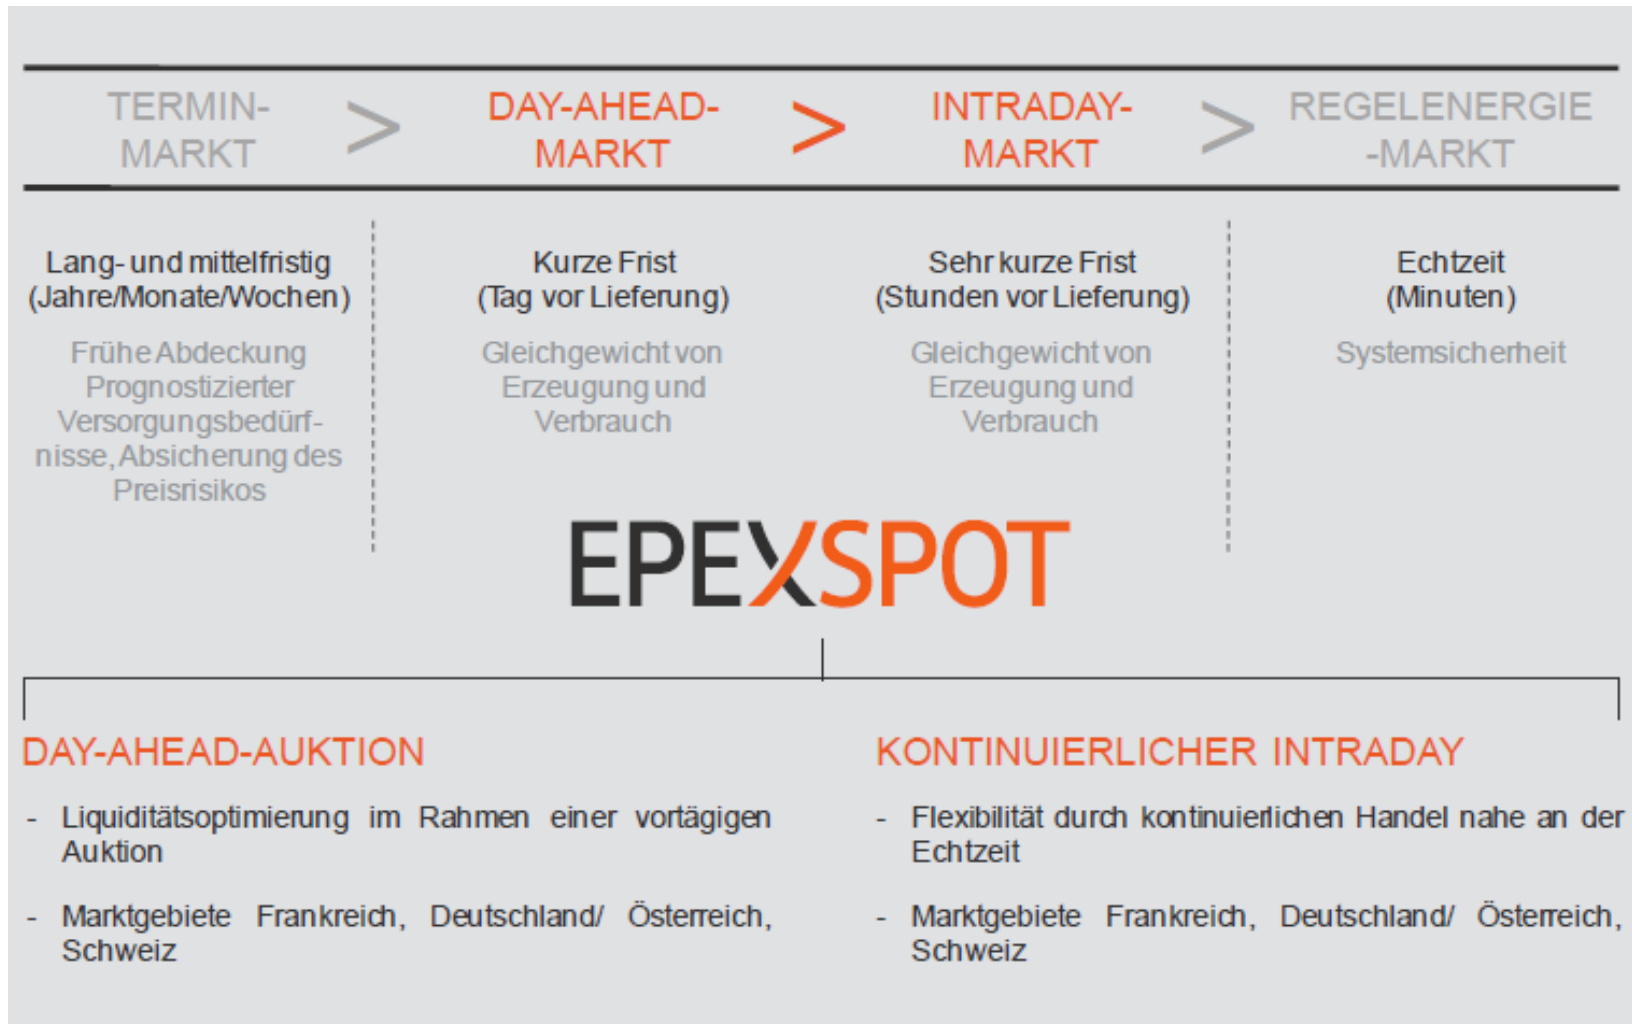 TERMIN-
MARKT
>
DAY-AHEAD-
MARKT
>
INTRADAY-
MARKT
>
REGELENERGIE
-MARKT
Lang- und mittelfristig
(Jahre/Monate/Wochen)
Frühe Abdeckung
Prognostizierter
Versorgungsbedürf-
nisse, Absicherung des
Preisrisikos
Kurze Frist
(Tag vor Lieferung)
Gleichgewicht von
Erzeugung und
Verbrauch
Sehr kurze Frist
(Stunden vor Lieferung)
Gleichgewicht von
Erzeugung und
Verbrauch
Echtzeit
(Minuten)
Systemsicherheit
EPEXSPOT
DAY-AHEAD-AUKTION
- Liquiditätsoptimierung im Rahmen einer vortägigen
Auktion
- Marktgebiete Frankreich, Deutschland/ Österreich,
Schweiz
KONTINUIERLICHER INTRADAY
- Flexibilität durch kontinuierlichen Handel nahe an der
Echtzeit
- Marktgebiete Frankreich, Deutschland/ Österreich,
Schweiz